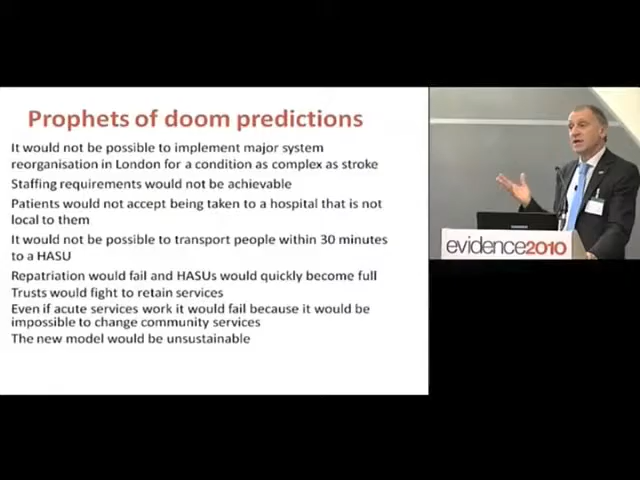 Prophets of doom predictions
It would not be possible to implement major system
reorganisation in London for a condition as complex as stroke
Staffing requirements would not be achievable
Patients would not accept being taken to a hospital that is not
local to them
It would not be possible to transport people within 30 minutes
to a HASU
Repatriation would fail and HASUs would quickly become full
Trusts would fight to retain services
Even if acute services work it would fail because it would be
impossible to change community services
The new model would be unsustainable
evidence2010